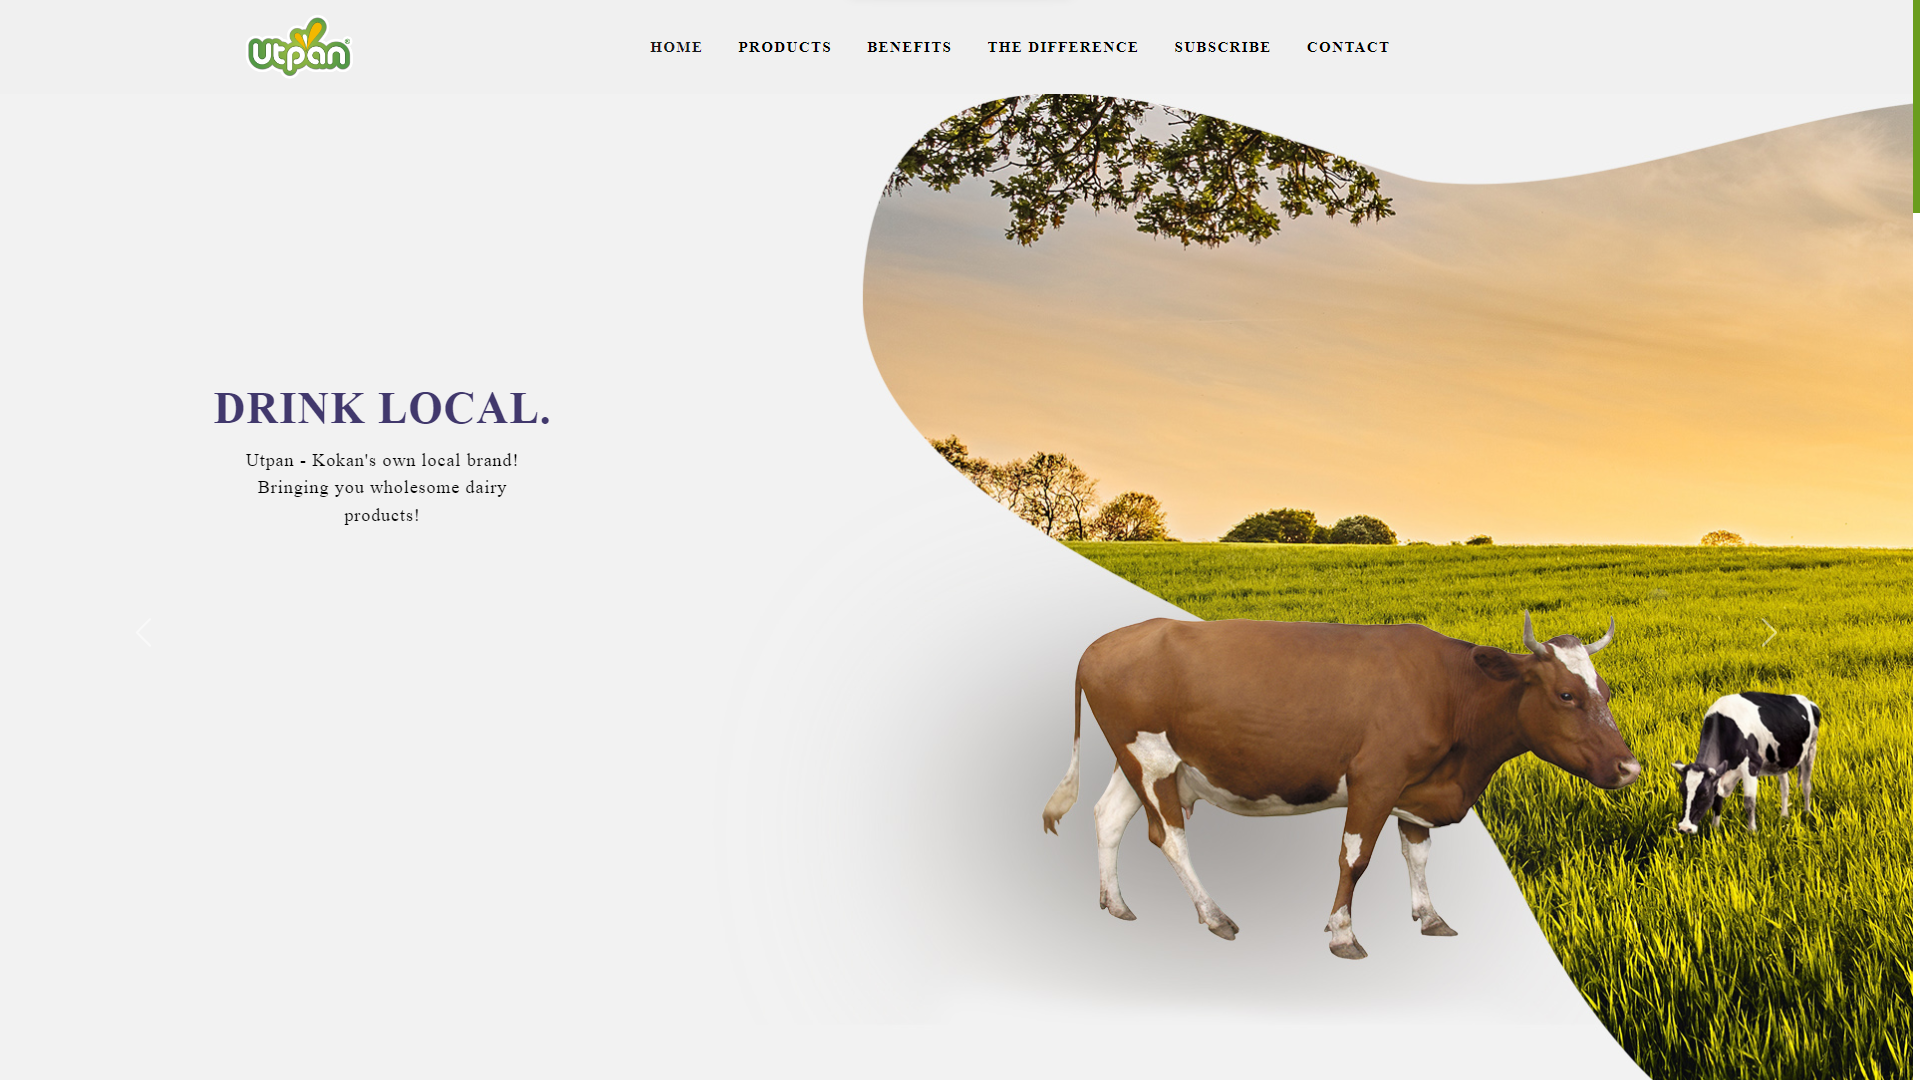 utpan®
HOME PRODUCTS BENEFITS THE DIFFERENCE SUBSCRIBE CONTACT
DRINK LOCAL.
Utpan - Kokan's own local brand!
Bringing you wholesome dairy
products!